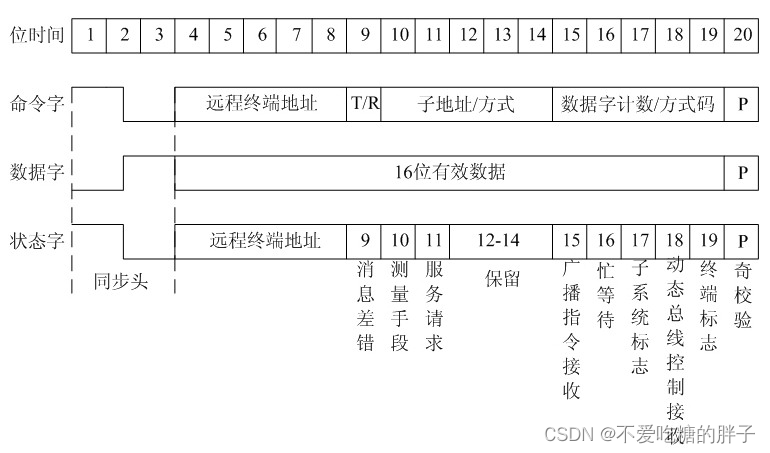 位时间 1 2 3 4 5 6 7 8 9 10 11 12 13 14 15 16 17 18 19 20
命令字 远程终端地址 T/R 子地址/方式 数据字计数/方式码 P
数据字 16位有效数据 P
状态字 远程终端地址 9 10 11 12-14 15 16 17 18 19 P
同步头 消息差错 测量手段 服务请求 保留 广播指令接收 忙等待 子系统标志 动态总线控制接收 终端标志 奇校验
CSDN @不爱吃糖的胖子